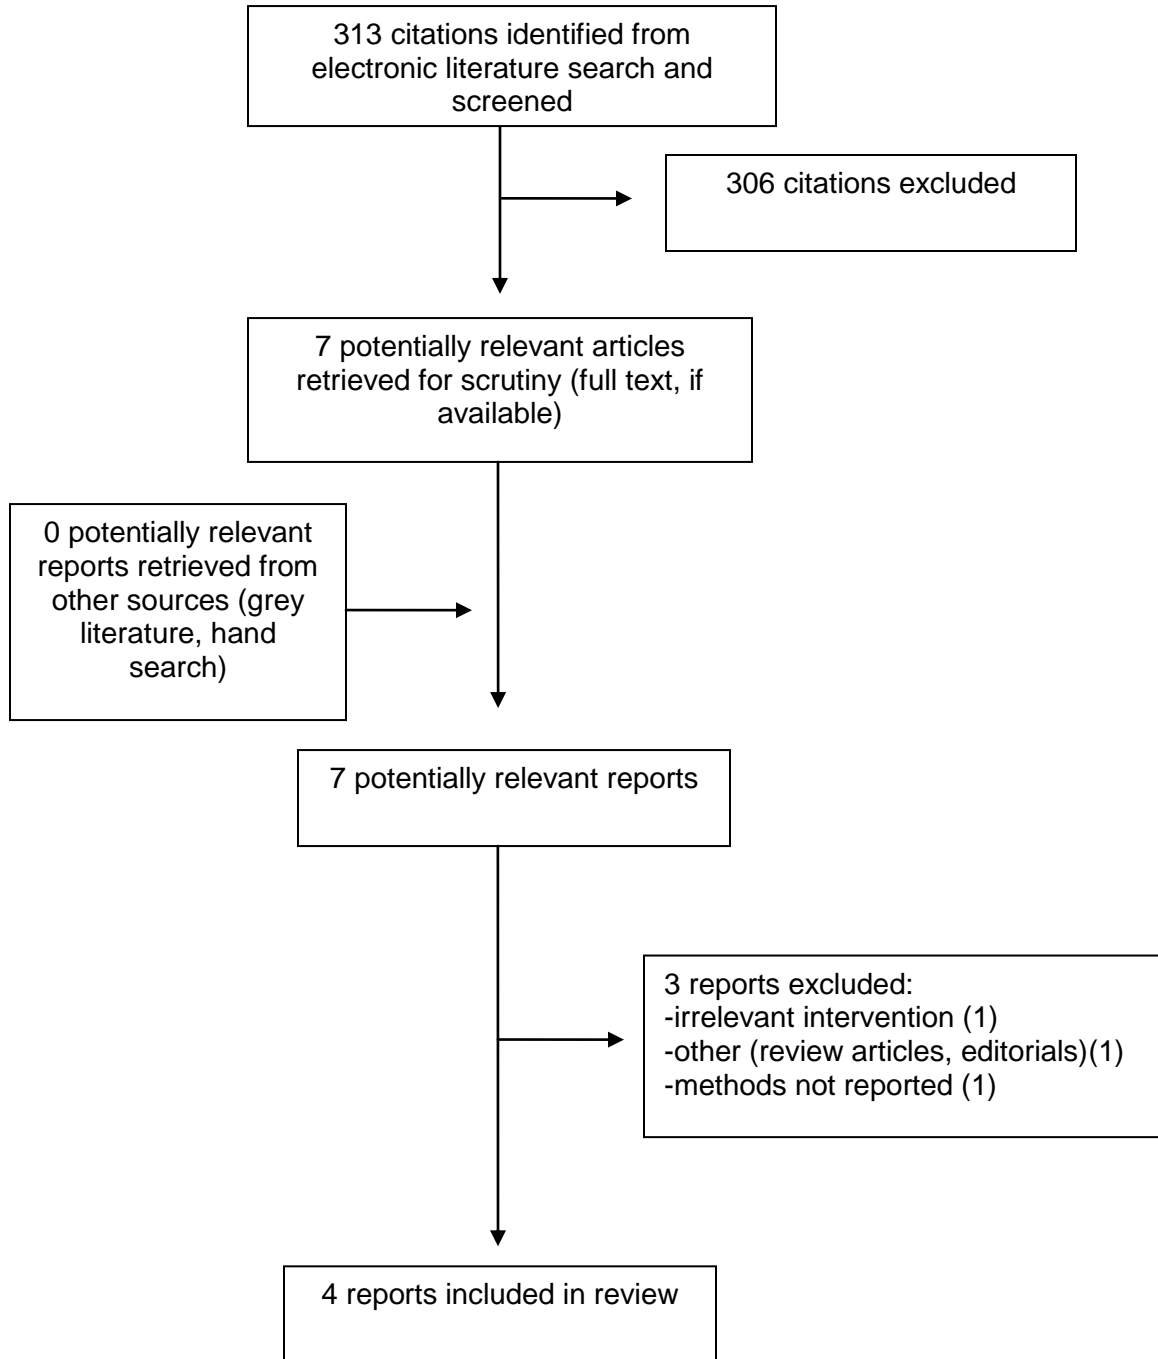 313 citations identified from
electronic literature search and
screened
306 citations excluded
7 potentially relevant articles
retrieved for scrutiny (full text, if
available)
0 potentially relevant
reports retrieved from
other sources (grey
literature, hand
search)
7 potentially relevant reports
3 reports excluded:
-irrelevant intervention (1)
-other (review articles, editorials)(1)
-methods not reported (1)
4 reports included in review